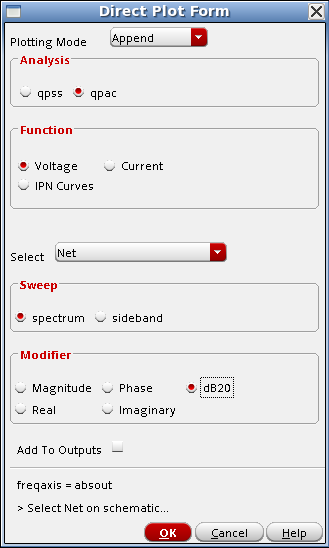 Direct Plot Form
Plotting Mode Append
Analysis
qpss qpac
Function
Voltage Current
IPN Curves
Select Net
Sweep
spectrum sideband
Modifier
Magnitude Phase dB20
Real Imaginary
Add To Outputs
freqaxis = absout
> Select Net on schematic...
OK Cancel Help